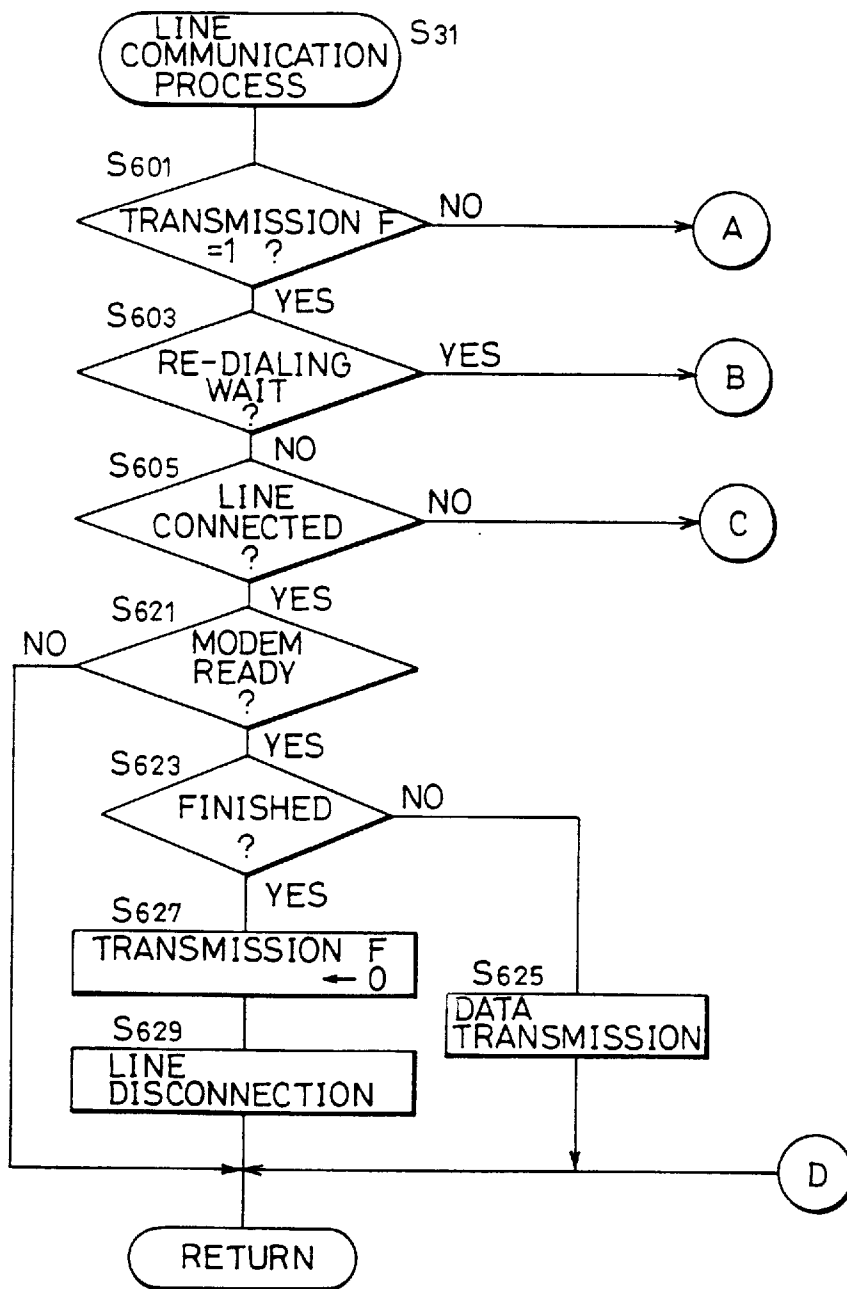 LINE
COMMUNICATION
PROCESS
S31
S601
TRANSMISSION F
=1 ?
NO
A
YES
S603
RE-DIALING
WAIT
?
YES
B
NO
S605
LINE
CONNECTED
?
NO
C
YES
S621
NO
MODEM
READY
?
YES
S623
FINISHED
?
NO
YES
S627
TRANSMISSION F
← 0
S625
DATA
TRANSMISSION
S629
LINE
DISCONNECTION
D
RETURN